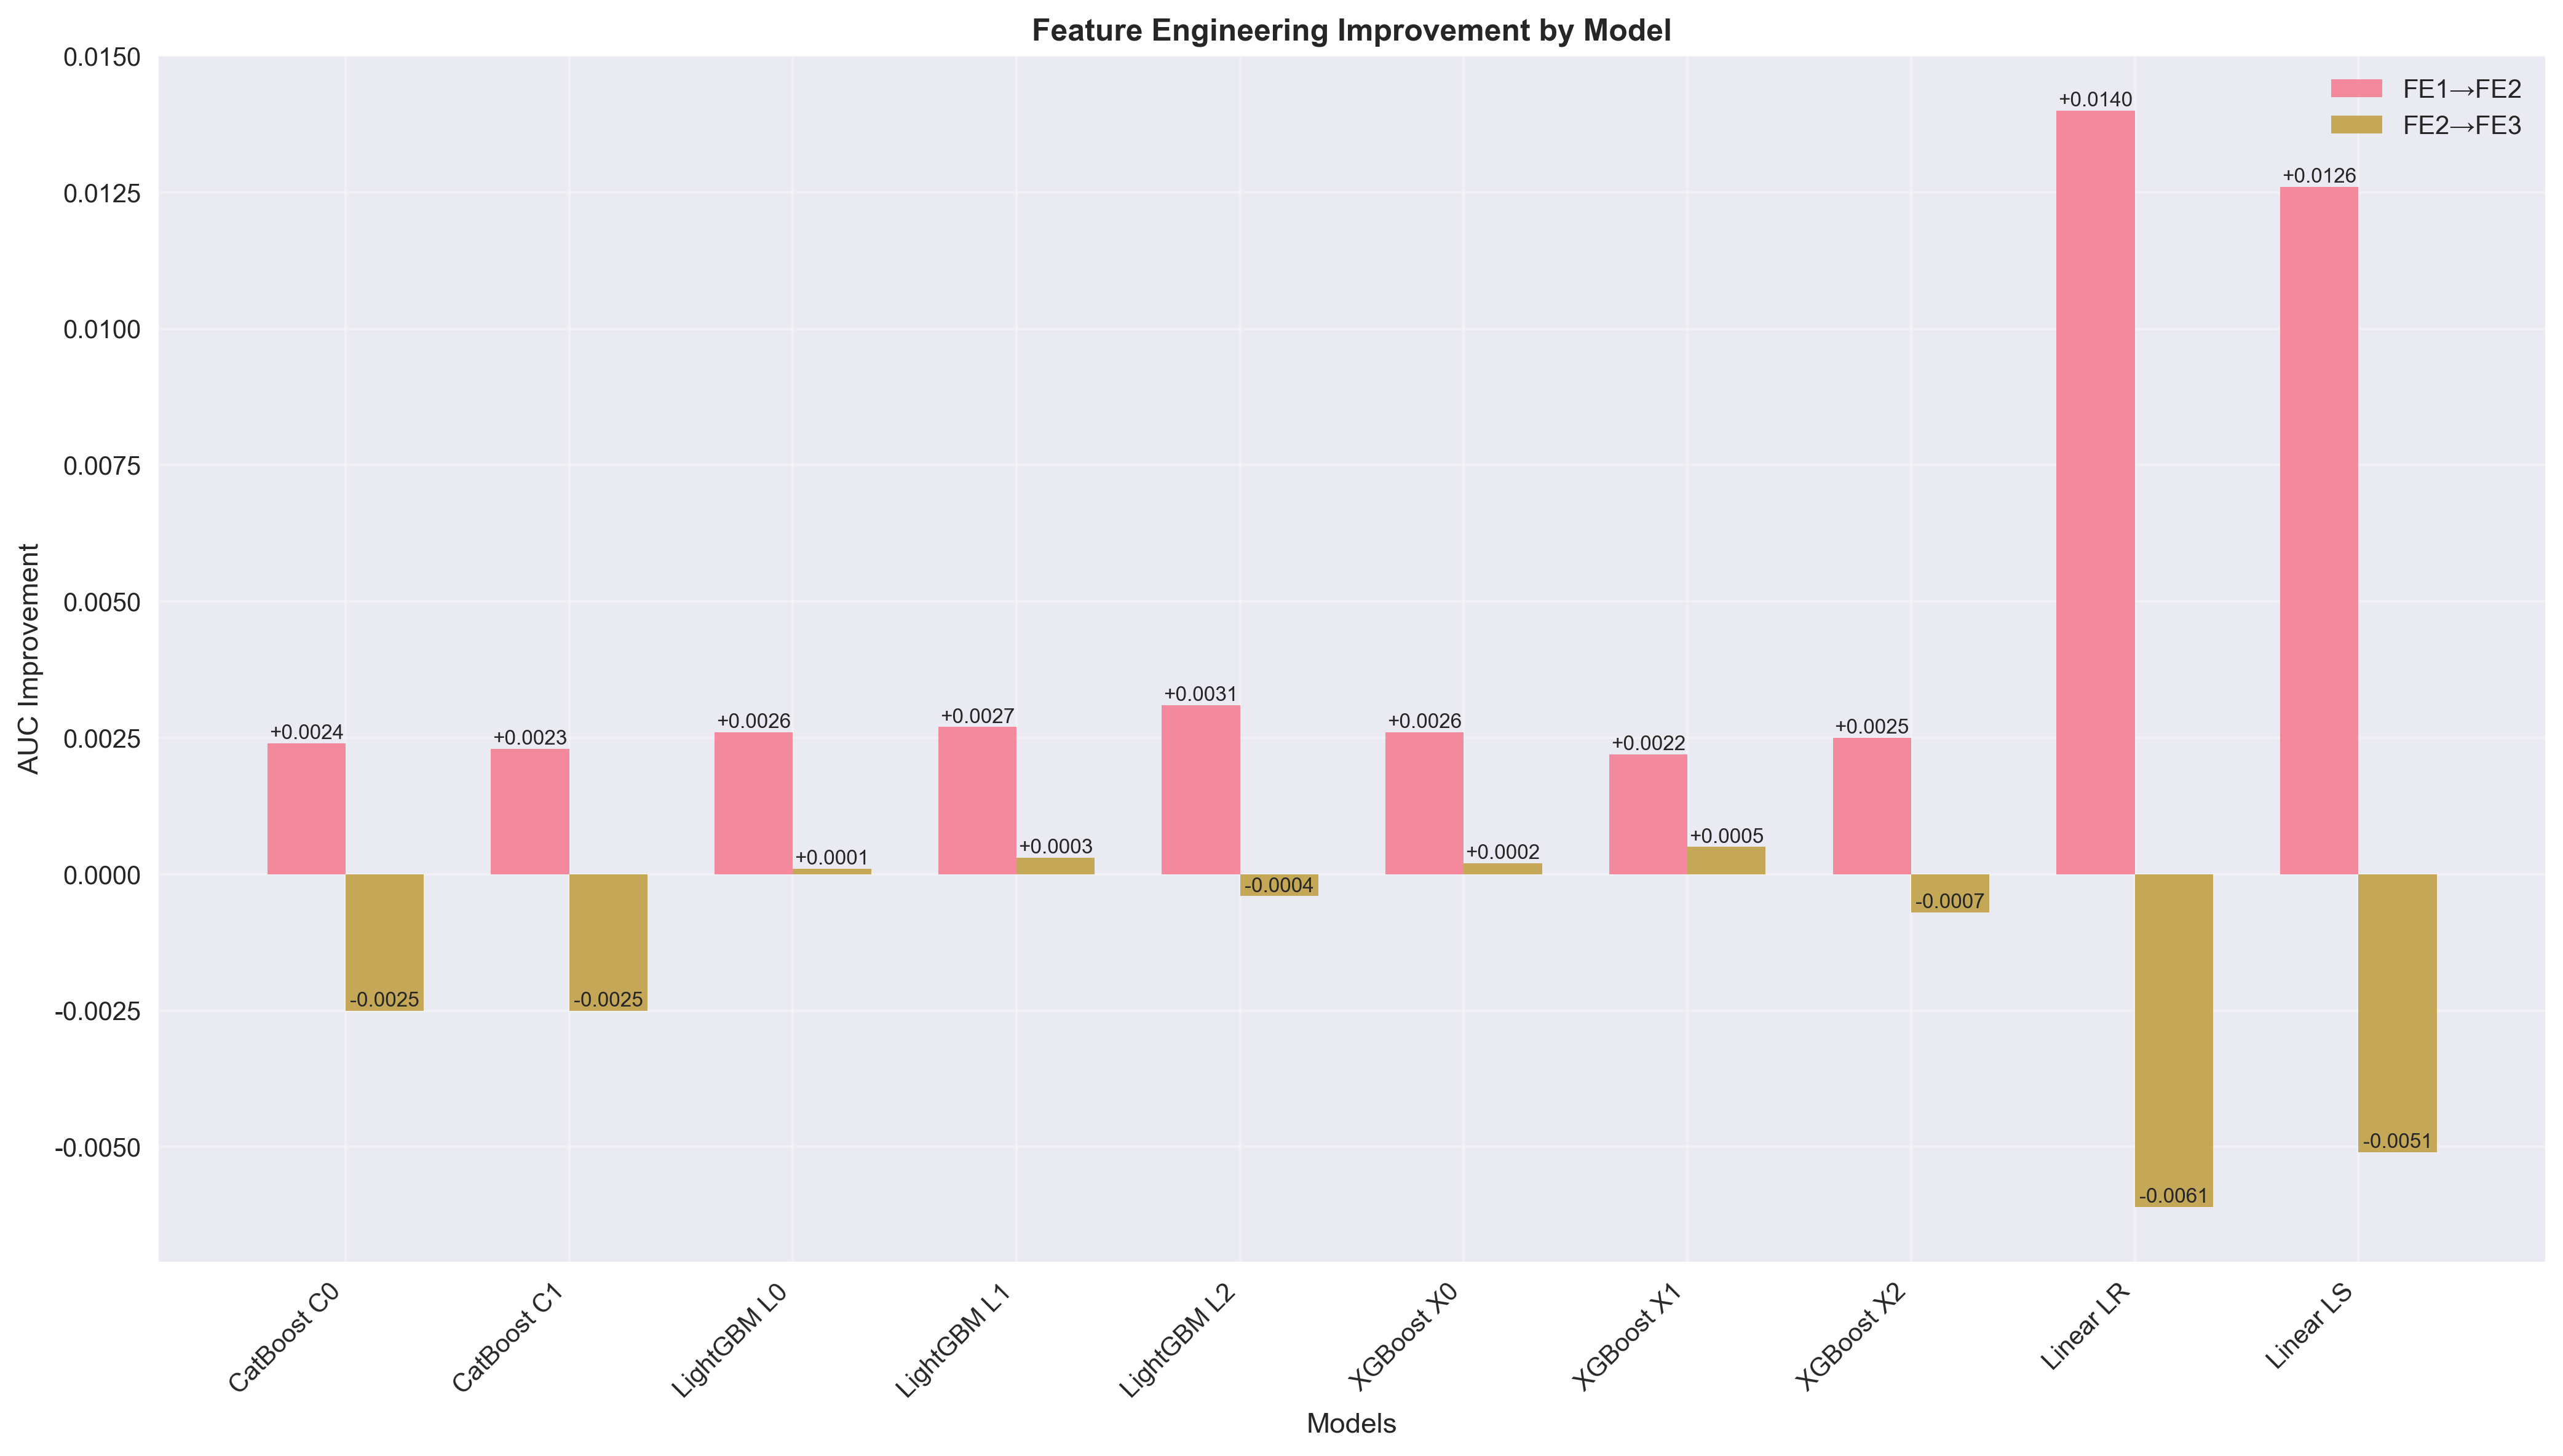 Feature Engineering Improvement by Model
FE1→FE2
FE2→FE3
AUC Improvement
0.0150
0.0125
0.0100
0.0075
0.0050
0.0025
0.0000
-0.0025
-0.0050
+0.0024
-0.0025
+0.0023
-0.0025
+0.0026
+0.0001
+0.0027
+0.0003
+0.0031
-0.0004
+0.0026
+0.0002
+0.0022
+0.0005
+0.0025
-0.0007
+0.0140
-0.0061
+0.0126
-0.0051
CatBoost C0
CatBoost C1
LightGBM L0
LightGBM L1
LightGBM L2
XGBoost X0
XGBoost X1
XGBoost X2
Linear LR
Linear LS
Models